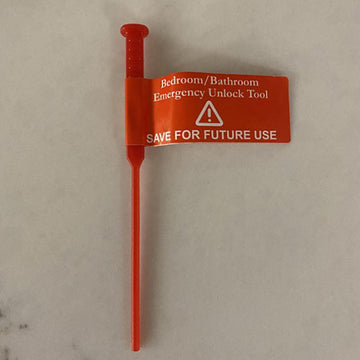 Bedroom/Bathroom
Emergency Unlock Tool
SAVE FOR FUTURE USE